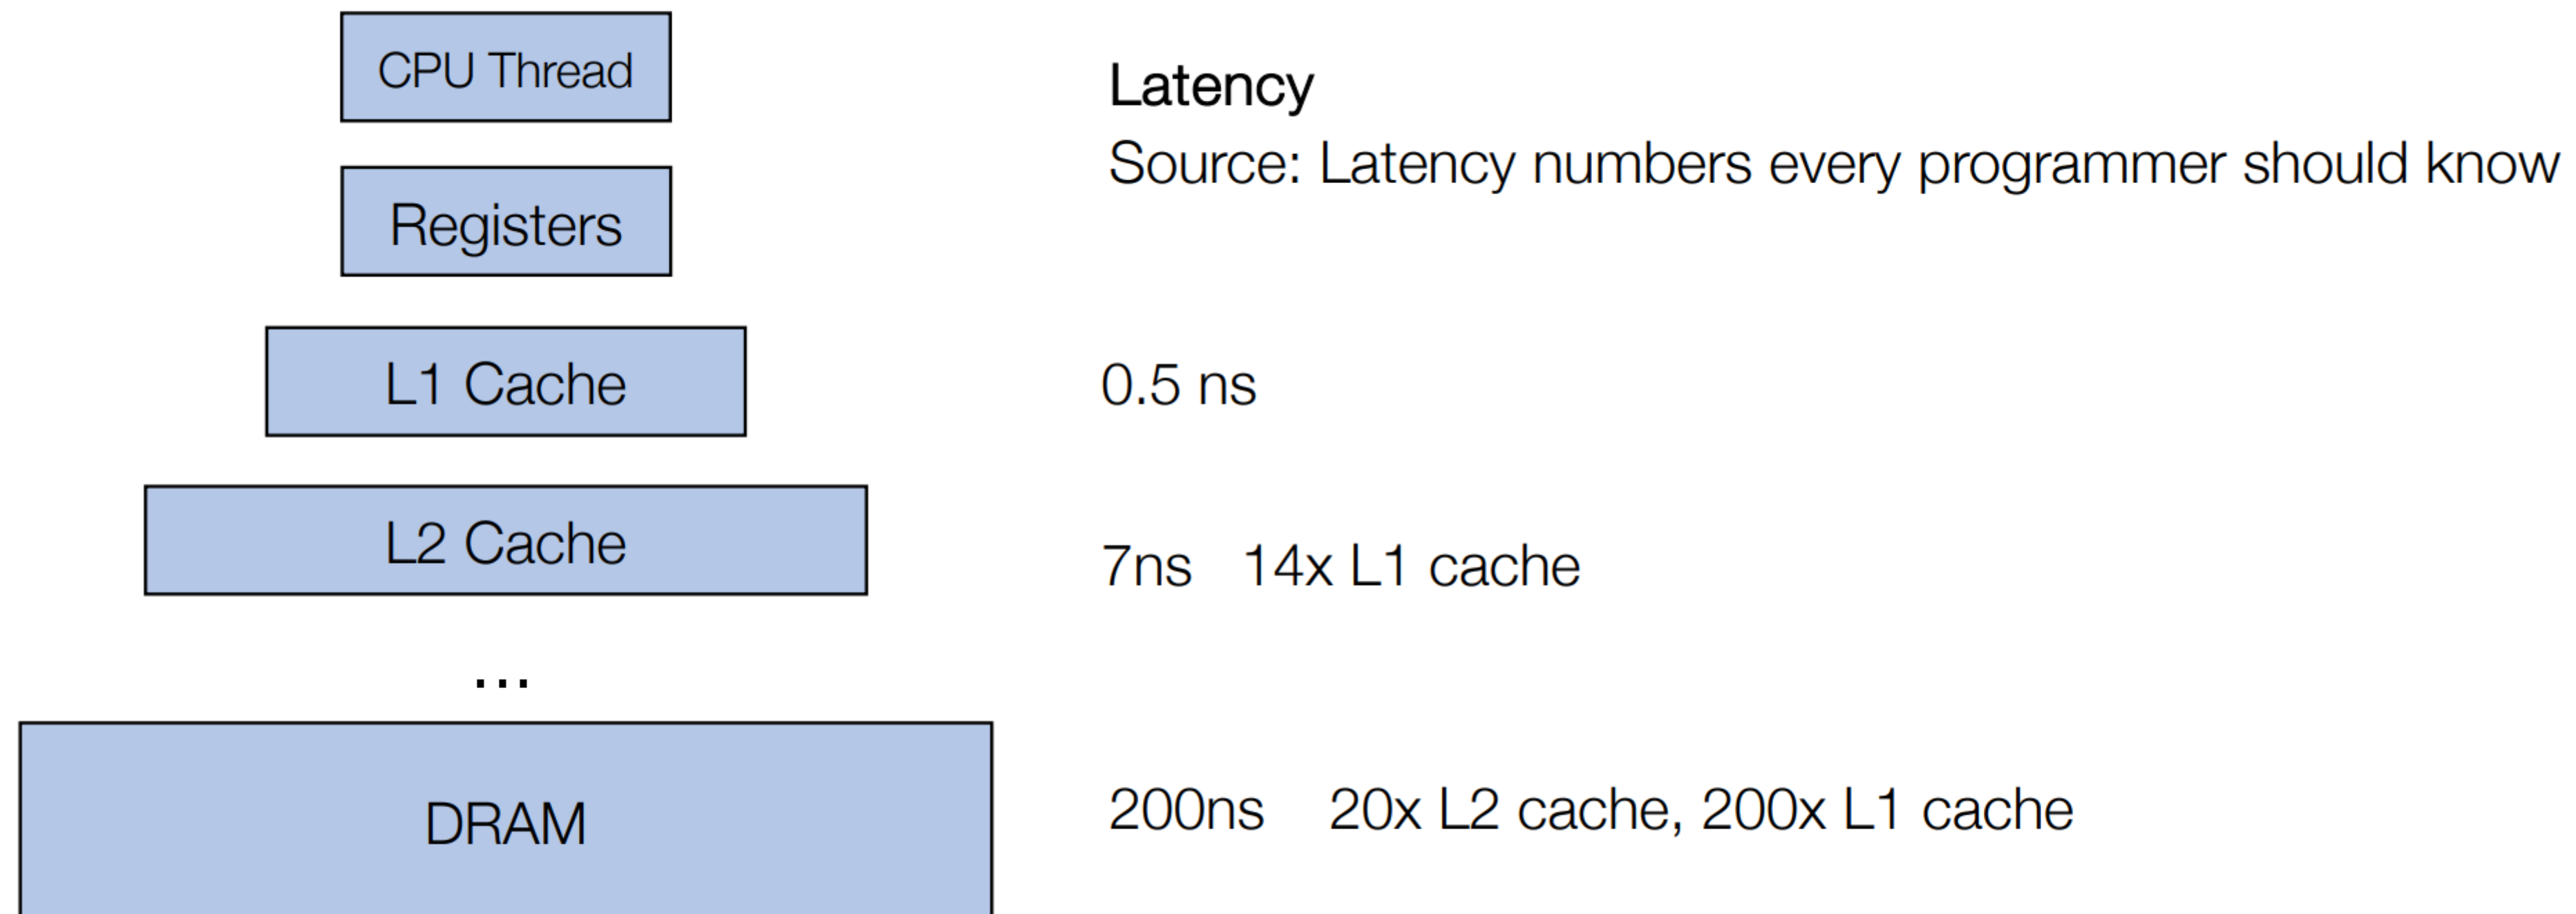 CPU Thread
Registers
L1 Cache
L2 Cache
...
DRAM
Latency
Source: Latency numbers every programmer should know
0.5 ns
7ns 14x L1 cache
200ns 20x L2 cache, 200x L1 cache